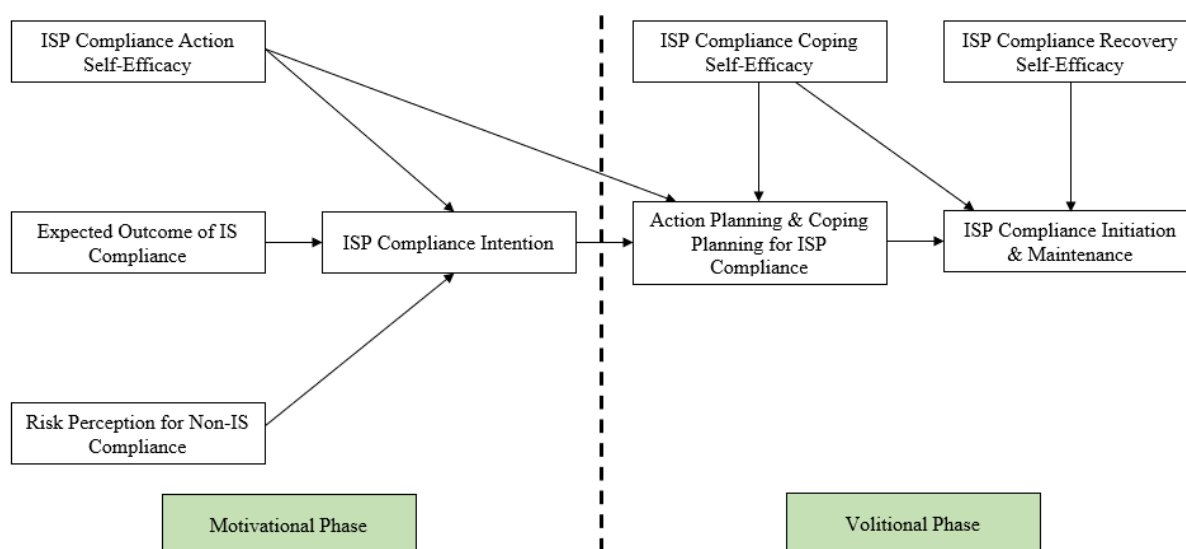 ISP Compliance Action
Self-Efficacy
ISP Compliance Coping
Self-Efficacy
ISP Compliance Recovery
Self-Efficacy
Expected Outcome of IS
Compliance
ISP Compliance Intention
Action Planning & Coping
Planning for ISP
Compliance
ISP Compliance Initiation
& Maintenance
Risk Perception for Non-IS
Compliance
Motivational Phase
Volitional Phase